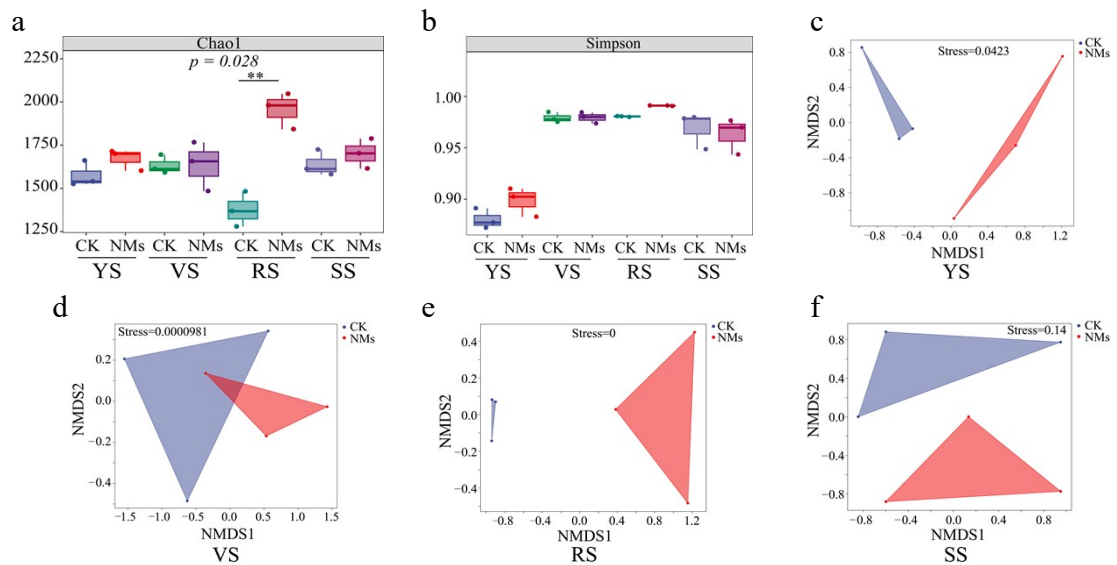 a
Chao1
p = 0.028
**
2250
2000
1750
1500
1250
CK NMs CK NMs CK NMs CK NMs
YS VS RS SS
b
Simpson
1.00
0.95
0.90
CK NMs CK NMs CK NMs CK NMs
YS VS RS SS
c
Stress=0.0423
CK
NMs
NMDS2
0.8
0.4
0.0
−0.4
−0.8
-0.8 -0.4 0.0 0.4 0.8 1.2
NMDS1
YS
d
Stress=0.0000981
CK
NMs
NMDS2
0.2
0.0
−0.2
−0.4
-1.5 -1.0 -0.5 0.0 0.5 1.0 1.5
NMDS1
VS
e
Stress=0
CK
NMs
NMDS2
0.4
0.2
0.0
−0.2
−0.4
-0.8 -0.4 0.0 0.4 0.8 1.2
NMDS1
RS
f
Stress=0.14
CK
NMs
NMDS2
0.8
0.4
0.0
−0.4
−0.8
-0.8 -0.4 0.0 0.4 0.8
NMDS1
SS